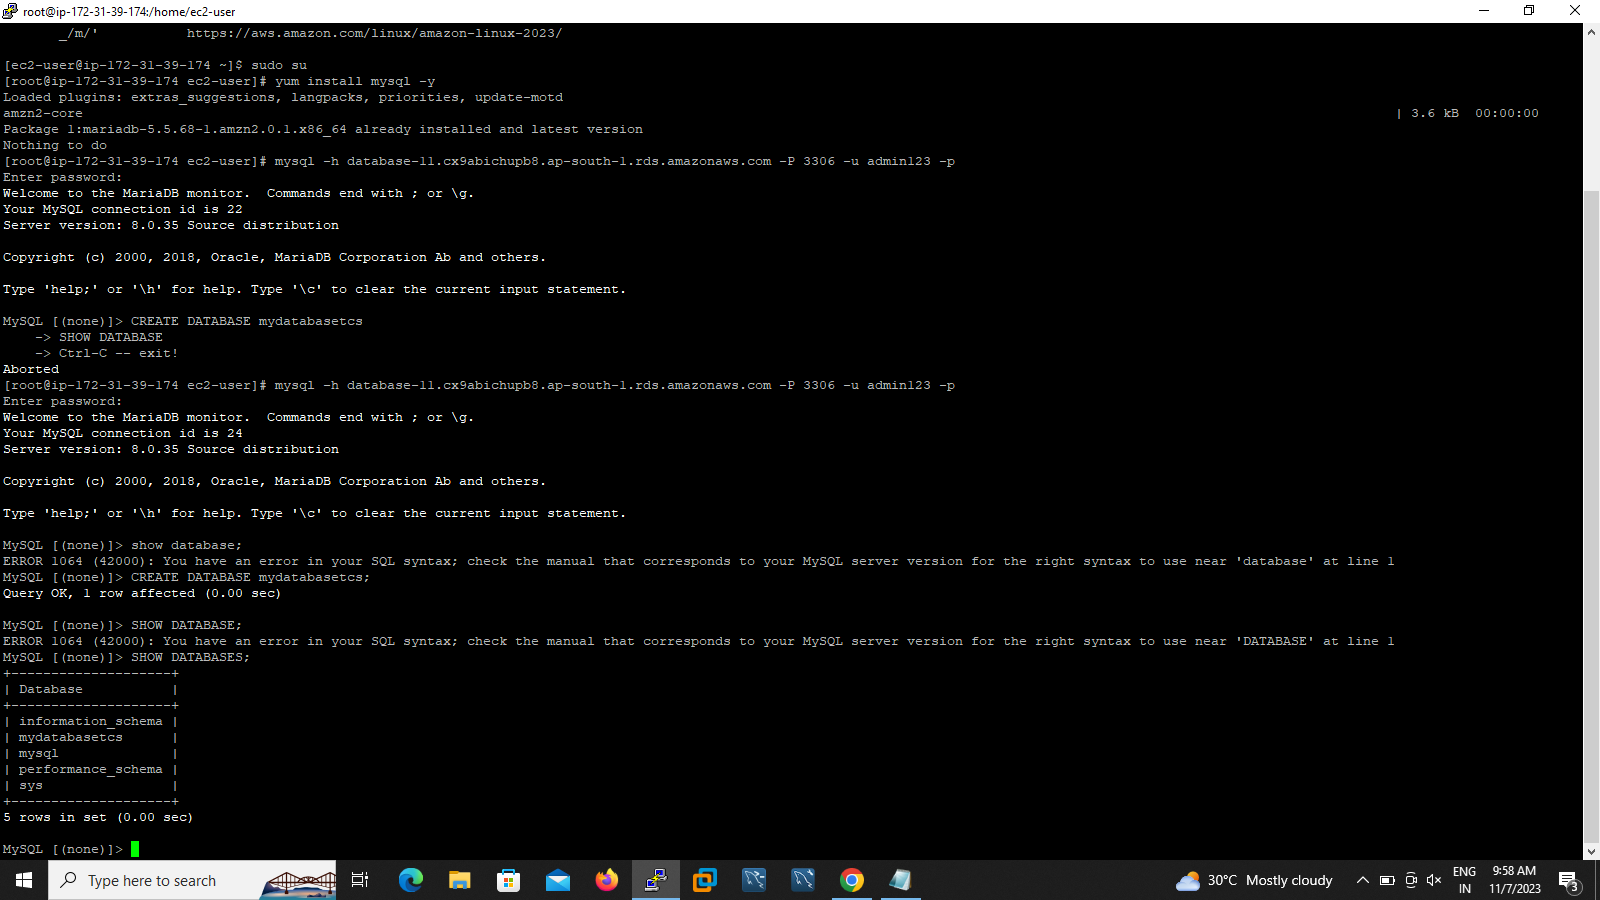 root@ip-172-31-39-174:/home/ec2-user
_/m/'           https://aws.amazon.com/linux/amazon-linux-2023/
[ec2-user@ip-172-31-39-174 ~]$ sudo su
[root@ip-172-31-39-174 ec2-user]# yum install mysql -y
Loaded plugins: extras_suggestions, langpacks, priorities, update-motd
amzn2-core | 3.6 kB  00:00:00
Package 1:mariadb-5.5.68-1.amzn2.0.1.x86_64 already installed and latest version
Nothing to do
[root@ip-172-31-39-174 ec2-user]# mysql -h database-11.cx9abichupb8.ap-south-1.rds.amazonaws.com -P 3306 -u admin123 -p
Enter password:
Welcome to the MariaDB monitor.  Commands end with ; or \g.
Your MySQL connection id is 22
Server version: 8.0.35 Source distribution
Copyright (c) 2000, 2018, Oracle, MariaDB Corporation Ab and others.
Type 'help;' or '\h' for help. Type '\c' to clear the current input statement.
MySQL [(none)]> CREATE DATABASE mydatabasetcs
    -> SHOW DATABASE
    -> Ctrl-C -- exit!
Aborted
[root@ip-172-31-39-174 ec2-user]# mysql -h database-11.cx9abichupb8.ap-south-1.rds.amazonaws.com -P 3306 -u admin123 -p
Enter password:
Welcome to the MariaDB monitor.  Commands end with ; or \g.
Your MySQL connection id is 24
Server version: 8.0.35 Source distribution
Copyright (c) 2000, 2018, Oracle, MariaDB Corporation Ab and others.
Type 'help;' or '\h' for help. Type '\c' to clear the current input statement.
MySQL [(none)]> show database;
ERROR 1064 (42000): You have an error in your SQL syntax; check the manual that corresponds to your MySQL server version for the right syntax to use near 'database' at line 1
MySQL [(none)]> CREATE DATABASE mydatabasetcs;
Query OK, 1 row affected (0.00 sec)
MySQL [(none)]> SHOW DATABASE;
ERROR 1064 (42000): You have an error in your SQL syntax; check the manual that corresponds to your MySQL server version for the right syntax to use near 'DATABASE' at line 1
MySQL [(none)]> SHOW DATABASES;
+--------------------+
| Database           |
+--------------------+
| information_schema |
| mydatabasetcs      |
| mysql              |
| performance_schema |
| sys                |
+--------------------+
5 rows in set (0.00 sec)
MySQL [(none)]>
Type here to search
30°C Mostly cloudy
ENG
IN
9:58 AM
11/7/2023
3